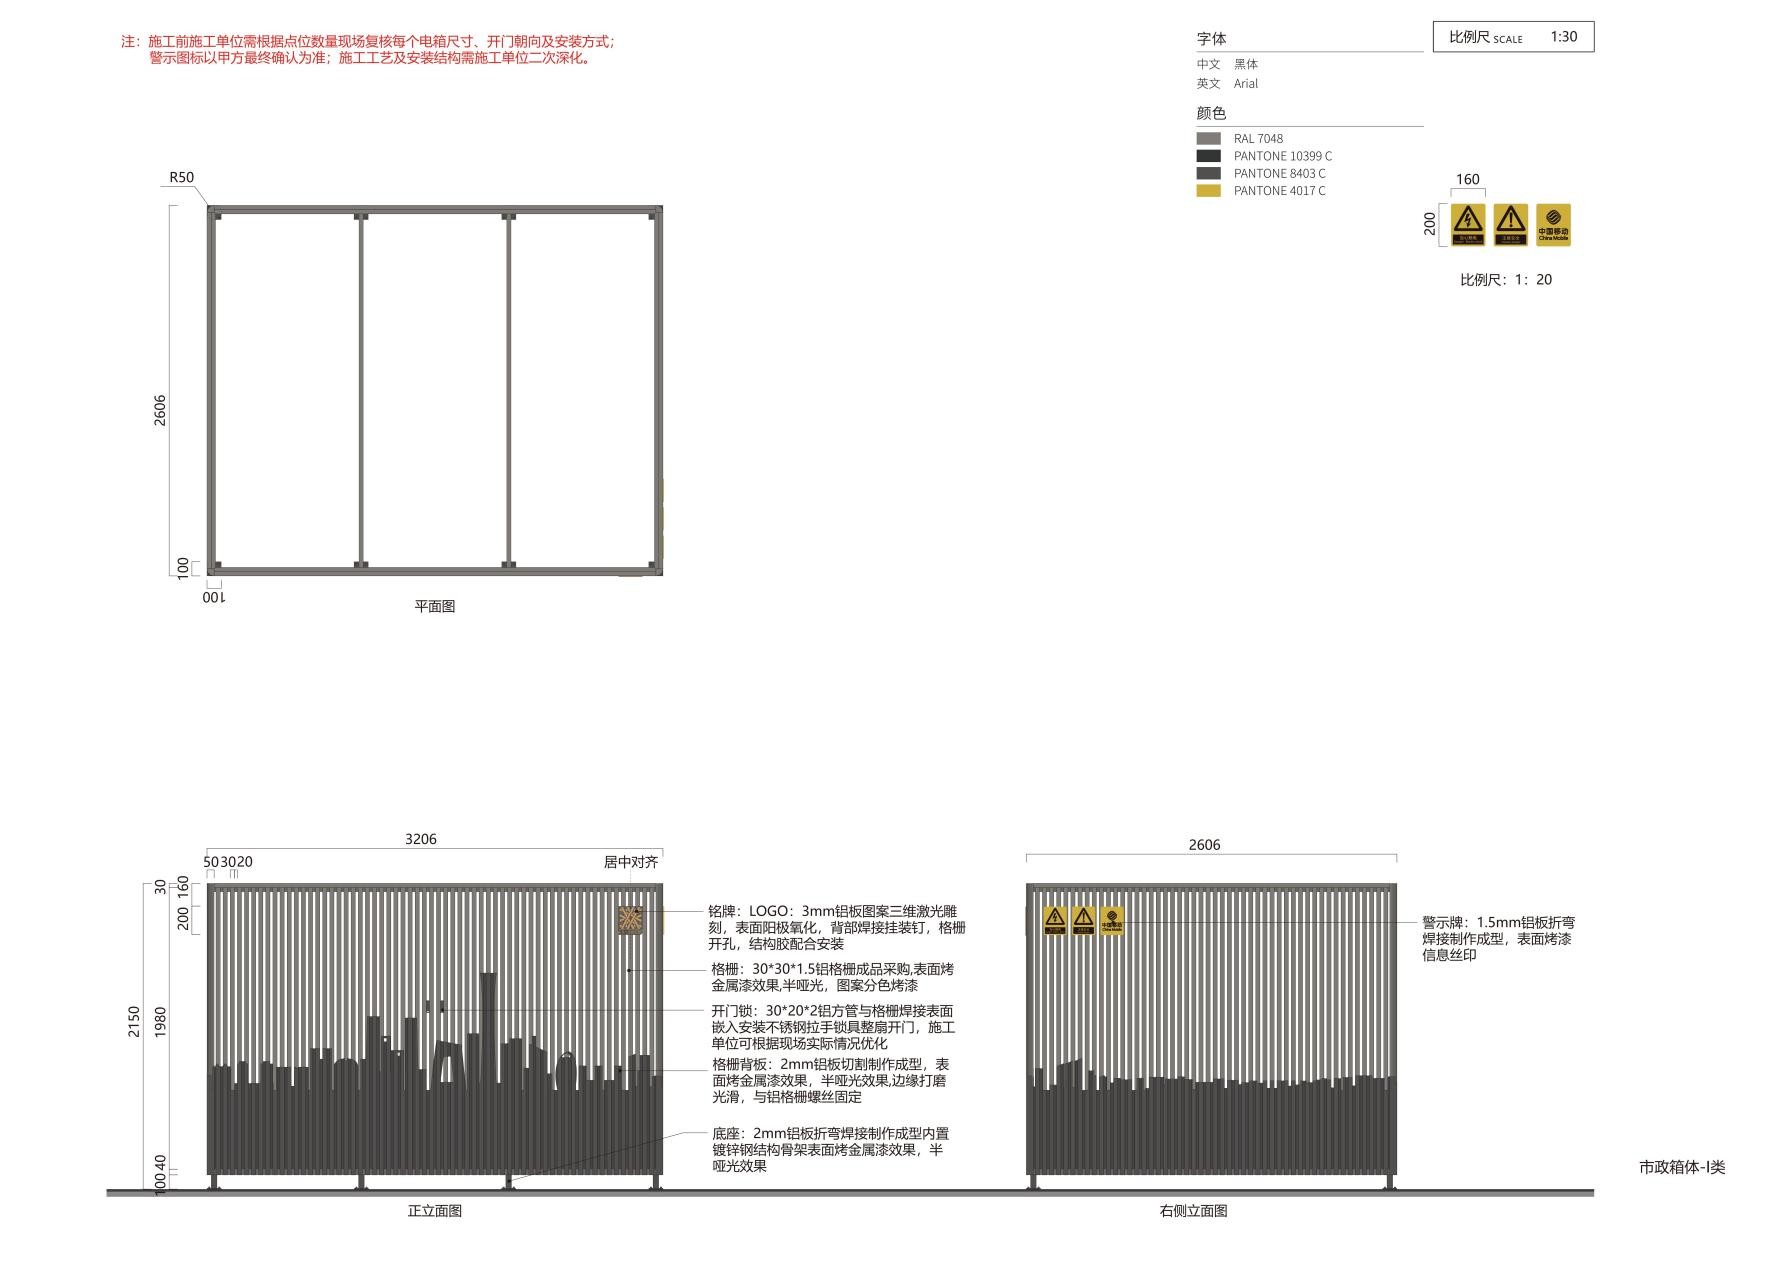 注：施工前施工单位需根据点位数量现场复核每个电箱尺寸、开门朝向及安装方式；
警示图标以甲方最终确认为准；施工工艺及安装结构需施工单位二次深化。
字体
中文 黑体
英文 Arial
颜色
RAL 7048
PANTONE 10399 C
PANTONE 8403 C
PANTONE 4017 C
比例尺 SCALE 1:30
160
200
中国移动
China Mobile
比例尺：1：20
R50
2606
100
100
平面图
3206
503020
居中对齐
30
160
200
2150
1980
40
100
铭牌：LOGO：3mm铝板图案三维激光雕
刻，表面阳极氧化，背部焊接挂装钉，格栅
开孔，结构胶配合安装
格栅：30*30*1.5铝格栅成品采购,表面烤
金属漆效果,半哑光，图案分色烤漆
开门锁：30*20*2铝方管与格栅焊接表面
嵌入安装不锈钢拉手锁具整扇开门，施工
单位可根据现场实际情况优化
格栅背板：2mm铝板切割制作成型，表
面烤金属漆效果，半哑光效果,边缘打磨
光滑，与铝格栅螺丝固定
底座：2mm铝板折弯焊接制作成型内置
镀锌钢结构骨架表面烤金属漆效果，半
哑光效果
正立面图
2606
中国移动
China Mobile
警示牌：1.5mm铝板折弯
焊接制作成型，表面烤漆
信息丝印
右侧立面图
市政箱体-I类